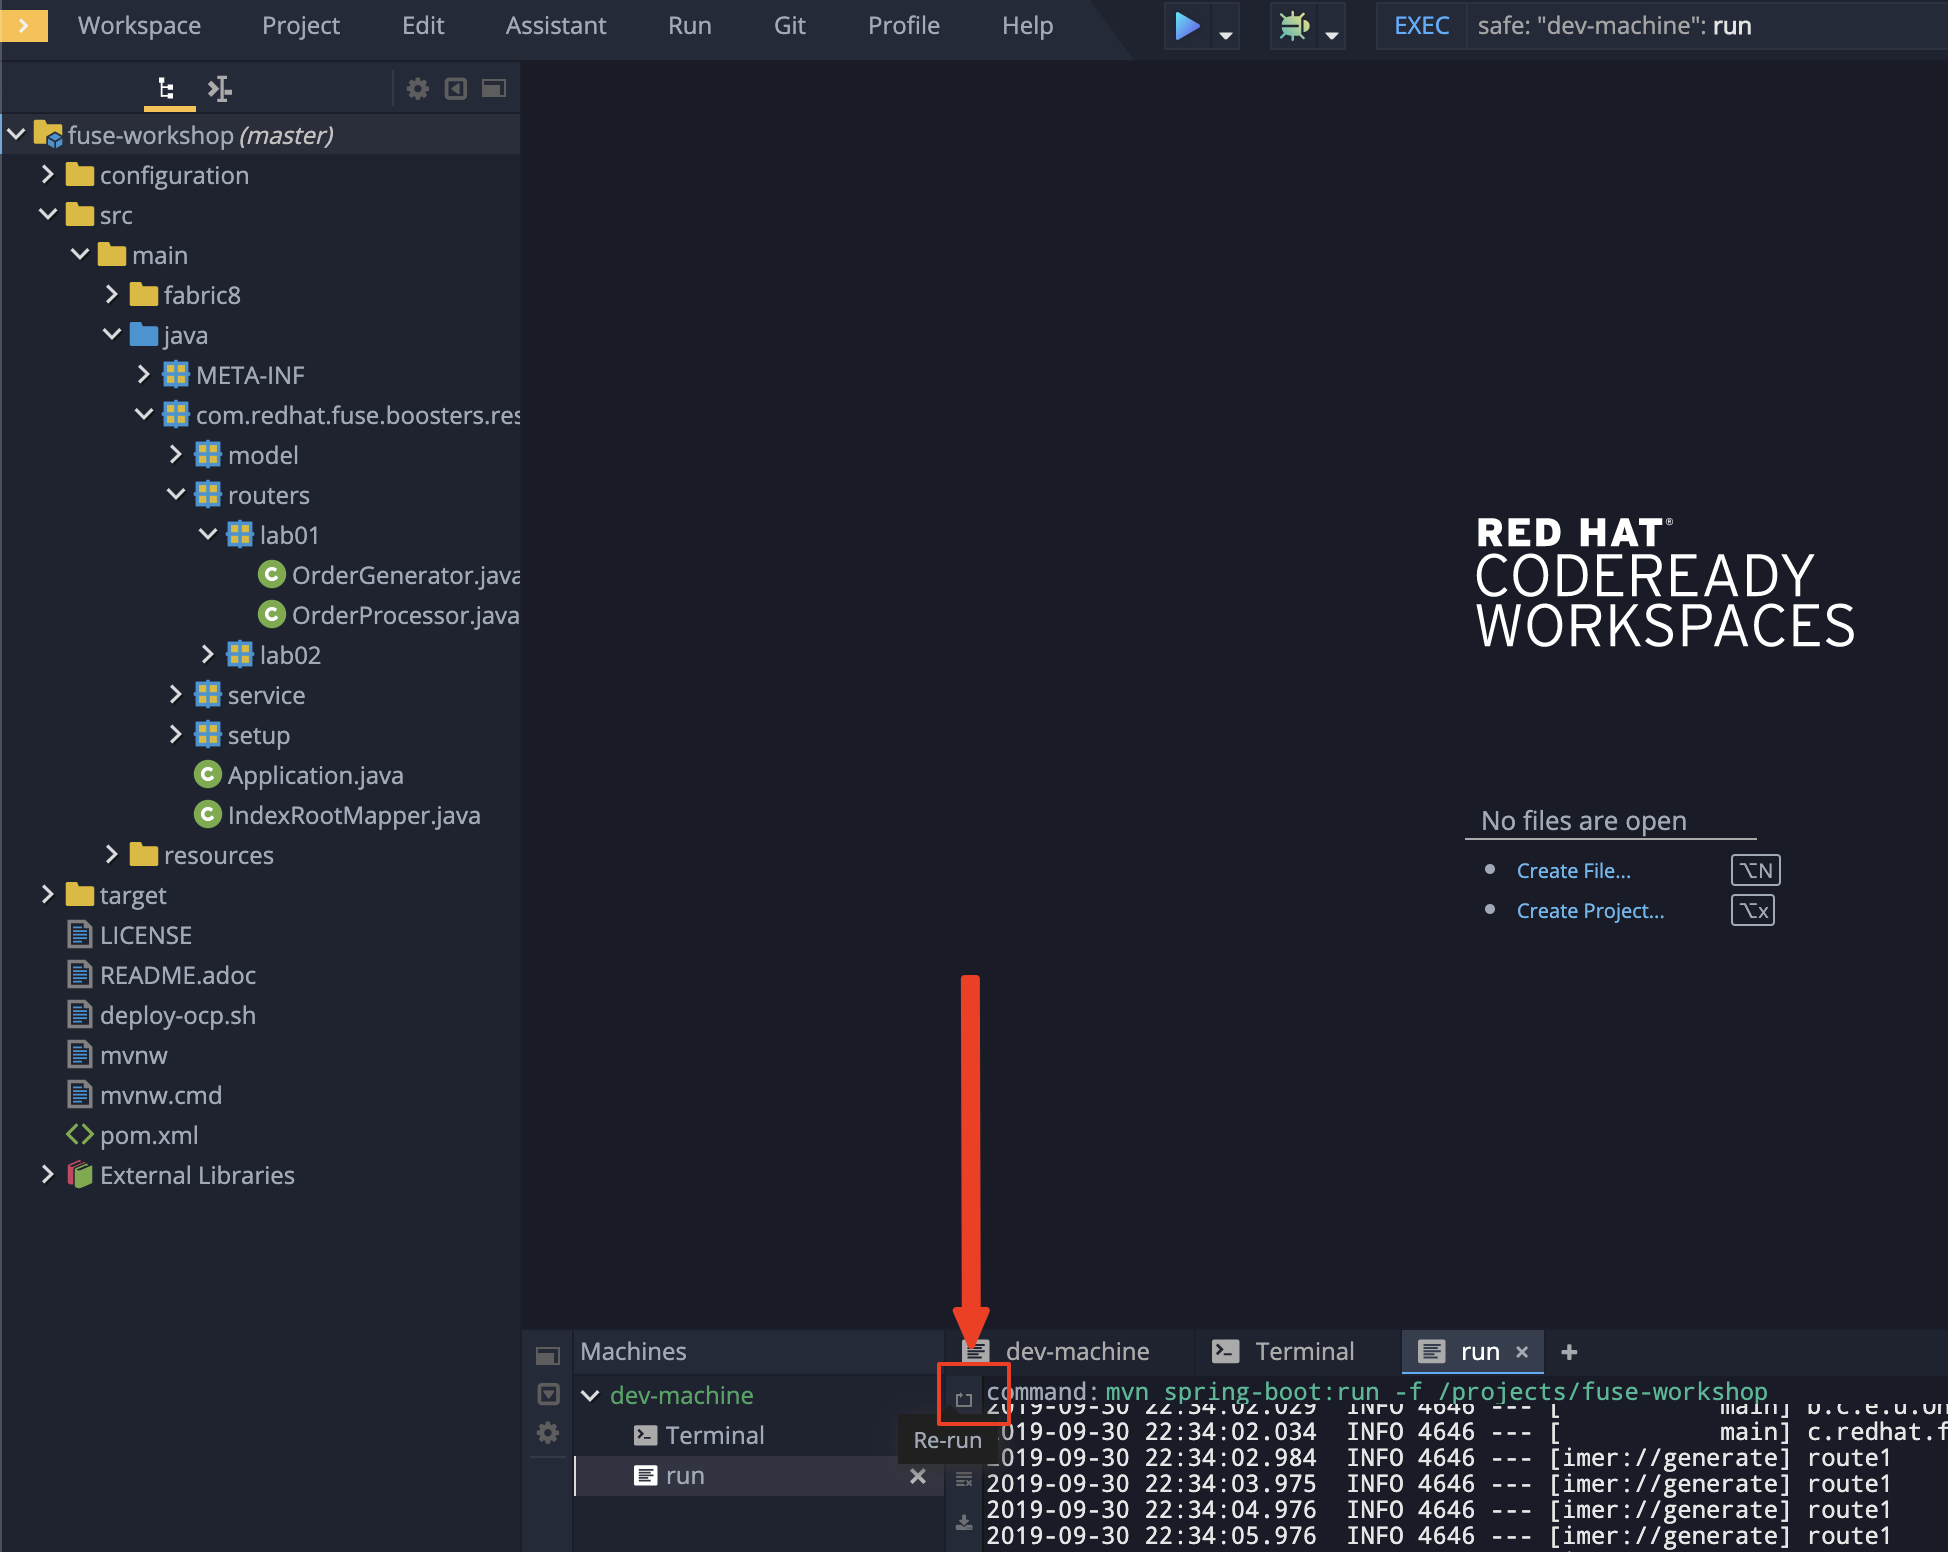 Workspace Project Edit Assistant Run Git Profile Help EXEC safe: "dev-machine": run
fuse-workshop (master)
configuration
src
main
fabric8
java
META-INF
com.redhat.fuse.boosters.res
model
routers
lab01
OrderGenerator.java
OrderProcessor.java
lab02
service
setup
Application.java
IndexRootMapper.java
resources
target
LICENSE
README.adoc
deploy-ocp.sh
mvnw
mvnw.cmd
pom.xml
External Libraries
RED HAT®
CODEREADY
WORKSPACES
No files are open
Create File... ⌥N
Create Project... ⌥x
Machines
dev-machine
Terminal
run
dev-machine Terminal run × +
Re-run
command: mvn spring-boot:run -f /projects/fuse-workshop
2019-09-30 22:34:02.029 INFO 4646 --- [ main] b.c.e.u.
2019-09-30 22:34:02.034 INFO 4646 --- [ main] c.redhat.f
2019-09-30 22:34:02.984 INFO 4646 --- [imer://generate] route1
2019-09-30 22:34:03.975 INFO 4646 --- [imer://generate] route1
2019-09-30 22:34:04.976 INFO 4646 --- [imer://generate] route1
2019-09-30 22:34:05.976 INFO 4646 --- [imer://generate] route1